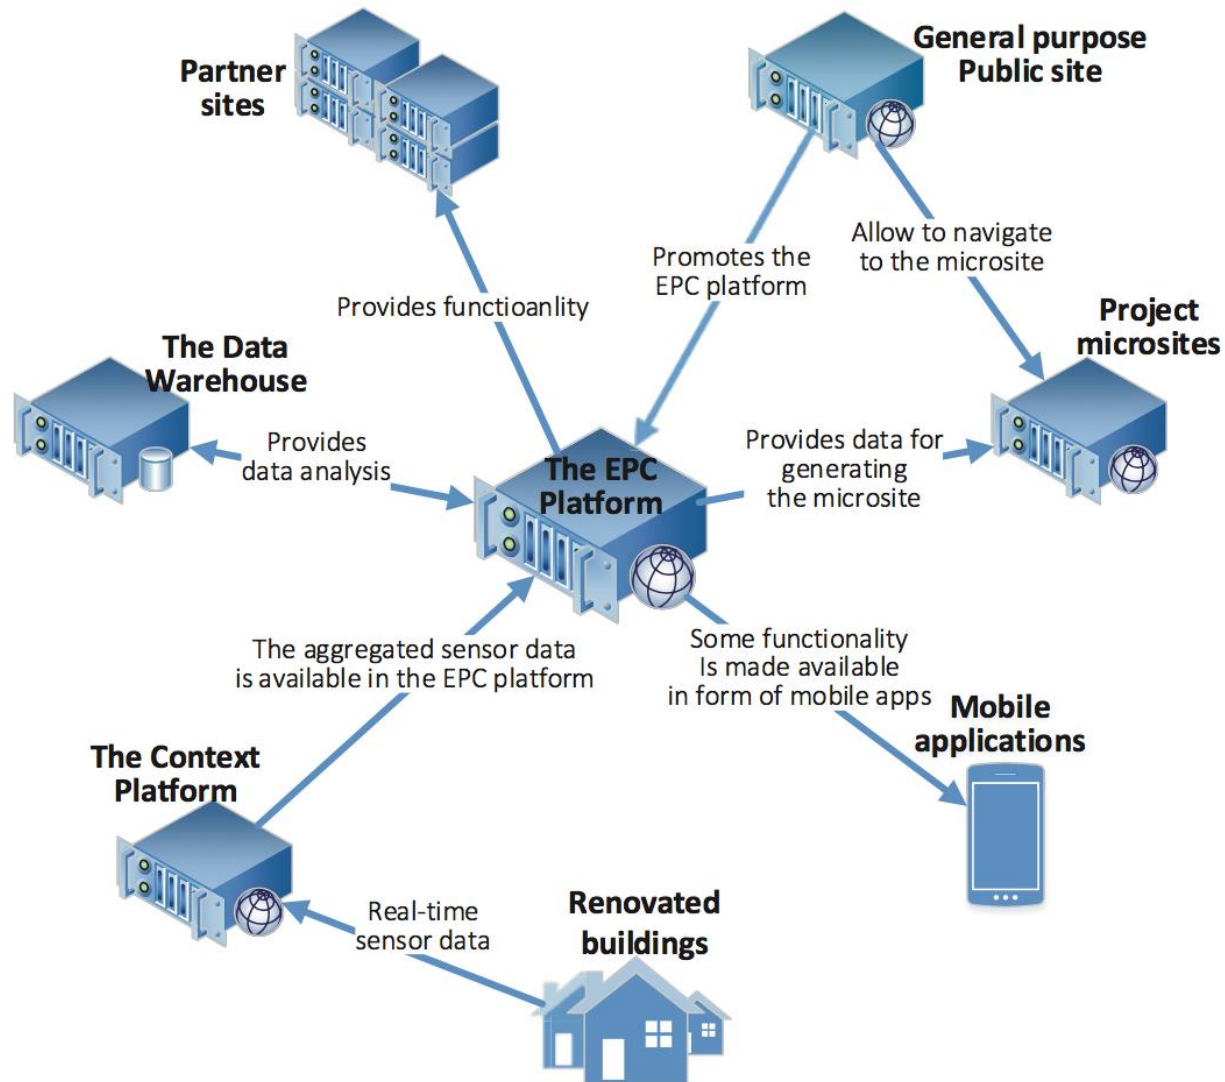 Partner
sites
General purpose
Public site
Promotes the
EPC platform
Allow to navigate
to the microsite
Provides functioanlity
Project
microsites
The Data
Warehouse
Provides
data analysis
The EPC
Platform
Provides data for
generating
the microsite
The aggregated sensor data
is available in the EPC platform
Some functionality
Is made available
in form of mobile apps
Mobile
applications
The Context
Platform
Real-time
sensor data
Renovated
buildings